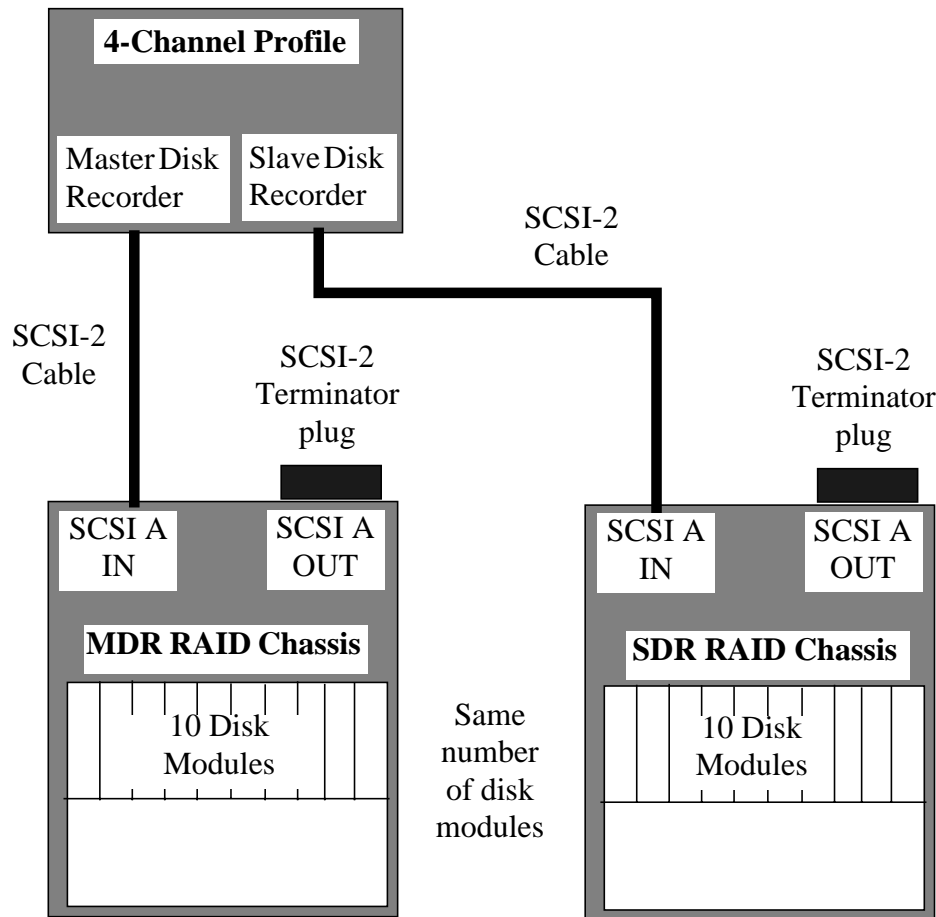 4-Channel Profile
Master Disk
Recorder
Slave Disk
Recorder
SCSI-2
Cable
SCSI-2
Cable
SCSI-2
Terminator
plug
SCSI-2
Terminator
plug
SCSI A
IN
SCSI A
OUT
SCSI A
IN
SCSI A
OUT
MDR RAID Chassis
SDR RAID Chassis
10 Disk
Modules
Same
number
of disk
modules
10 Disk
Modules